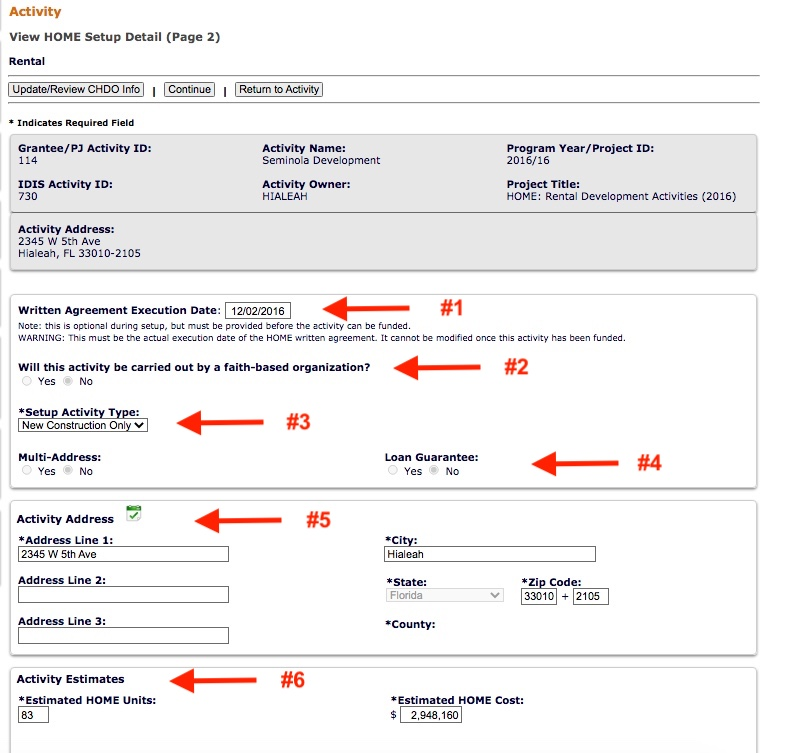 Activity
View HOME Setup Detail (Page 2)
Rental
Update/Review CHDO Info | Continue | Return to Activity
* Indicates Required Field
Grantee/PJ Activity ID: Activity Name: Program Year/Project ID:
114 Seminola Development 2016/16
IDIS Activity ID: Activity Owner: Project Title:
730 HIALEAH HOME: Rental Development Activities (2016)
Activity Address:
2345 W 5th Ave
Hialeah, FL 33010-2105
Written Agreement Execution Date: 12/02/2016 #1
Note: this is optional during setup, but must be provided before the activity can be funded.
WARNING: This must be the actual execution date of the HOME written agreement. It cannot be modified once this activity has been funded.
Will this activity be carried out by a faith-based organization? #2
Yes No
*Setup Activity Type:
New Construction Only #3
Multi-Address: Loan Guarantee: #4
Yes No Yes No
Activity Address #5
*Address Line 1: *City:
2345 W 5th Ave Hialeah
Address Line 2: *State: *Zip Code:
Florida 33010 + 2105
Address Line 3: *County:
Activity Estimates #6
*Estimated HOME Units: *Estimated HOME Cost:
83 $ 2,948,160